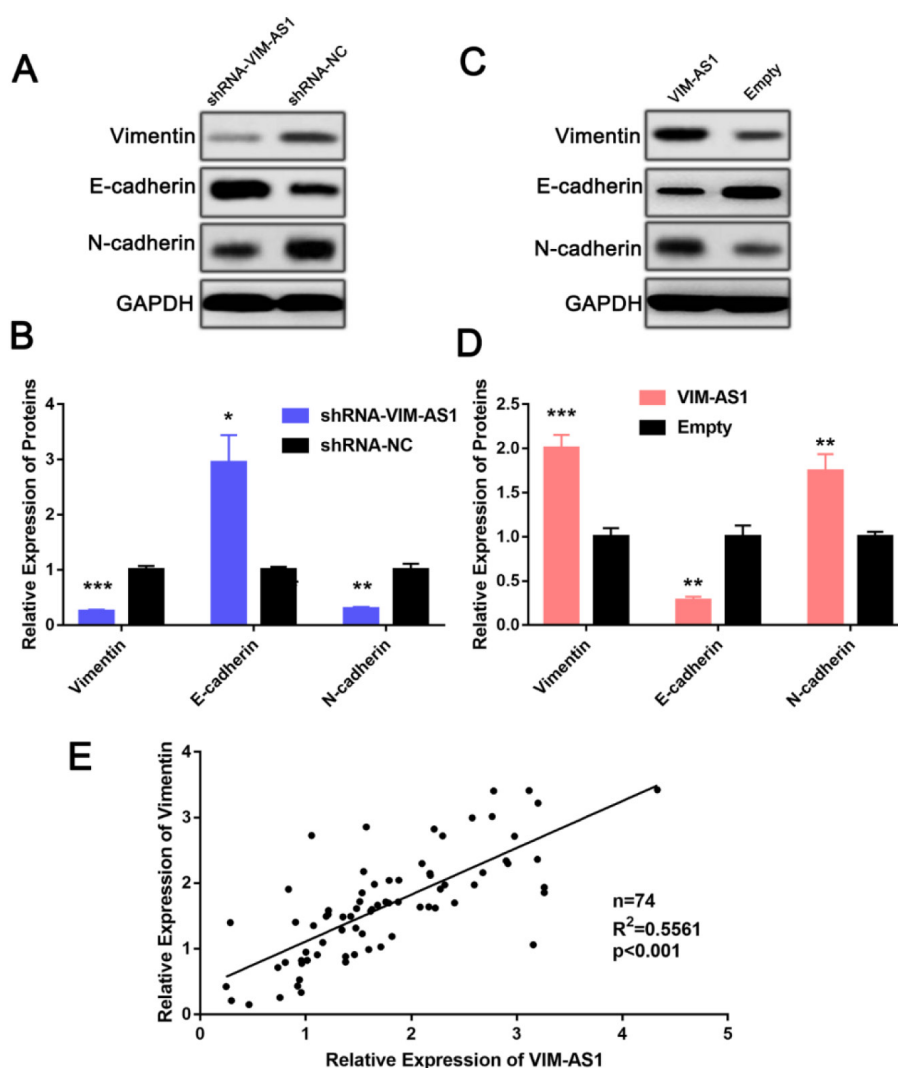 A
shRNA-VIM-AS1
shRNA-NC
Vimentin
E-cadherin
N-cadherin
GAPDH
C
VIM-AS1
Empty
Vimentin
E-cadherin
N-cadherin
GAPDH
B
Relative Expression of Proteins
4
3
2
1
0
***
*
**
shRNA-VIM-AS1
shRNA-NC
Vimentin
E-cadherin
N-cadherin
D
Relative Expression of Proteins
2.5
2.0
1.5
1.0
0.5
0.0
***
**
**
VIM-AS1
Empty
Vimentin
E-cadherin
N-cadherin
E
Relative Expression of Vimentin
4
3
2
1
0
n=74
R²=0.5561
p<0.001
0 1 2 3 4 5
Relative Expression of VIM-AS1